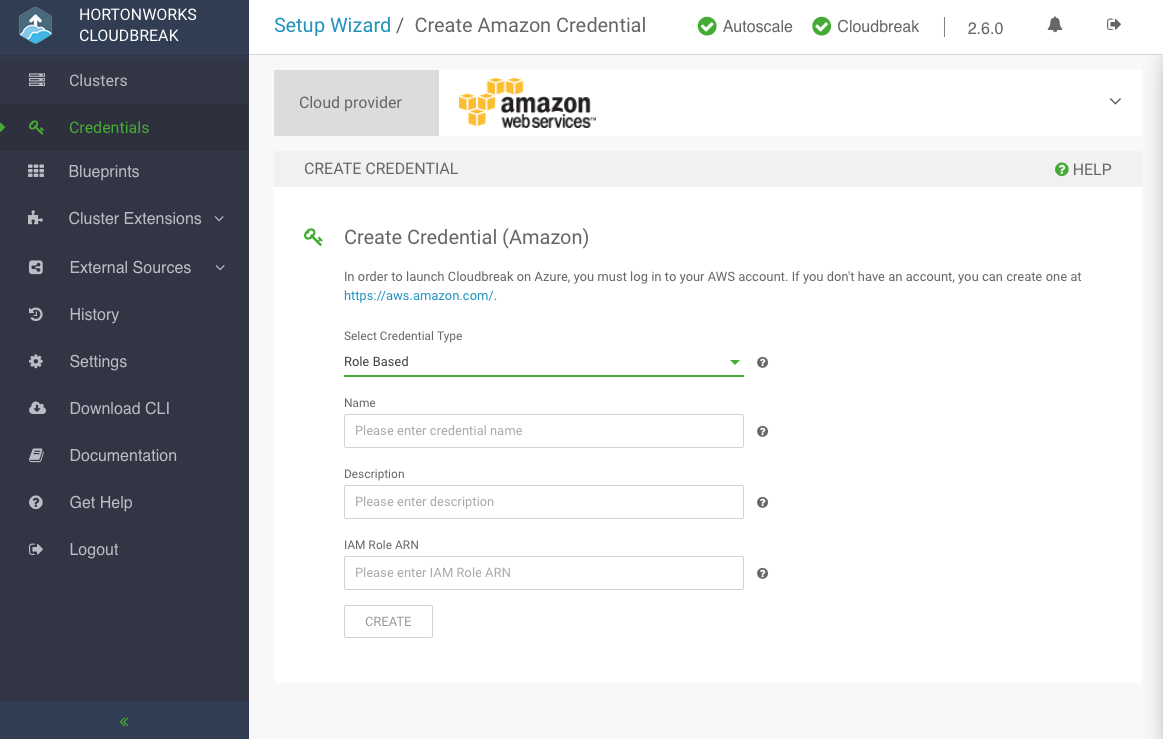 HORTONWORKS
CLOUDBREAK
Clusters
Credentials
Blueprints
Cluster Extensions
External Sources
History
Settings
Download CLI
Documentation
Get Help
Logout
Setup Wizard / Create Amazon Credential
Autoscale
Cloudbreak
2.6.0
Cloud provider
amazon
web services™
CREATE CREDENTIAL
HELP
Create Credential (Amazon)
In order to launch Cloudbreak on Azure, you must log in to your AWS account. If you don't have an account, you can create one at
https://aws.amazon.com/.
Select Credential Type
Role Based
Name
Please enter credential name
Description
Please enter description
IAM Role ARN
Please enter IAM Role ARN
CREATE